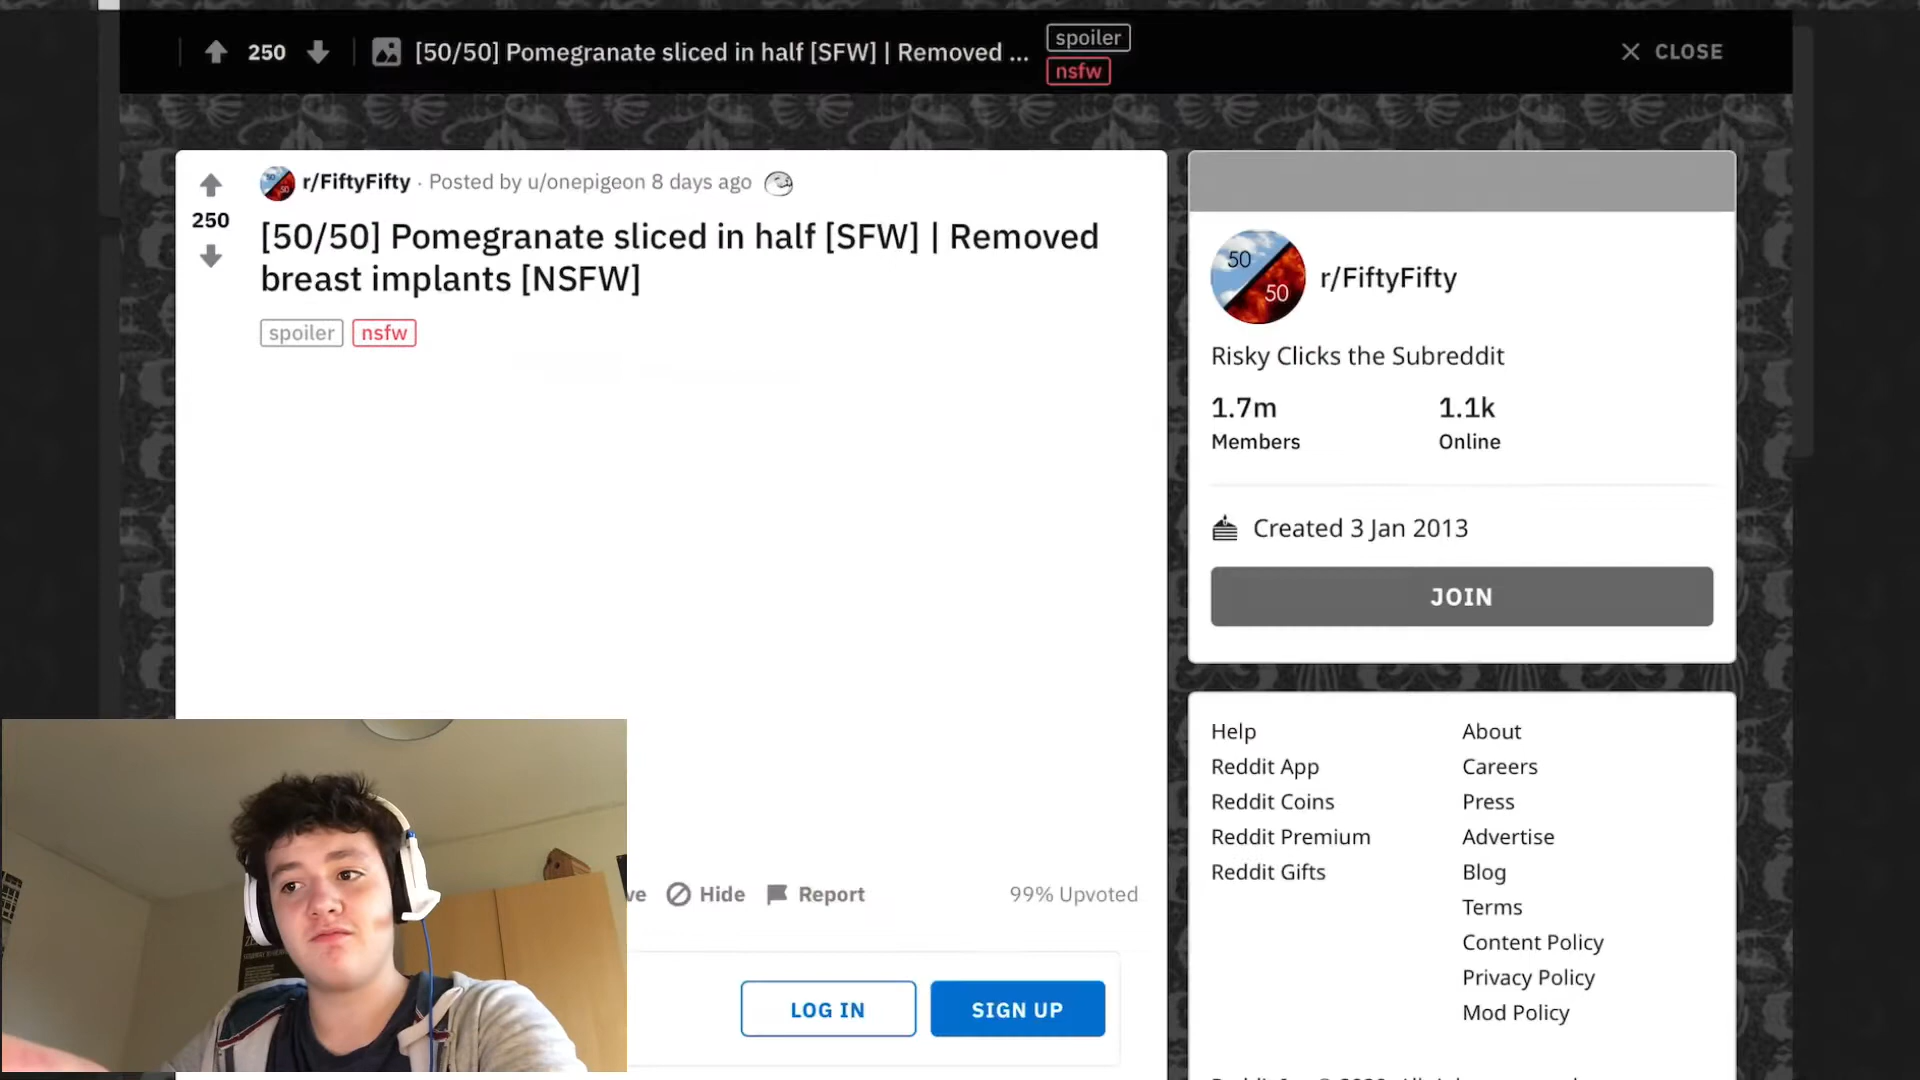 250 [50/50] Pomegranate sliced in half [SFW] | Removed ... spoiler
nsfw
CLOSE
r/FiftyFifty · Posted by u/onepigeon 8 days ago
250
[50/50] Pomegranate sliced in half [SFW] | Removed
breast implants [NSFW]
spoiler nsfw
Hide Report 99% Upvoted
LOG IN SIGN UP
50
50
r/FiftyFifty
Risky Clicks the Subreddit
1.7m 1.1k
Members Online
Created 3 Jan 2013
JOIN
Help About
Reddit App Careers
Reddit Coins Press
Reddit Premium Advertise
Reddit Gifts Blog
Terms
Content Policy
Privacy Policy
Mod Policy